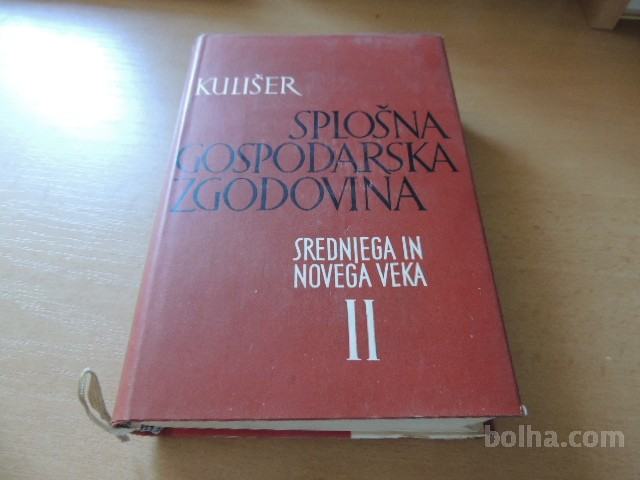 KULIŠER
SPLOŠNA
GOSPODARSKA
ZGODOVINA
SREDNJEGA IN
NOVEGA VEKA
II
bolha.com